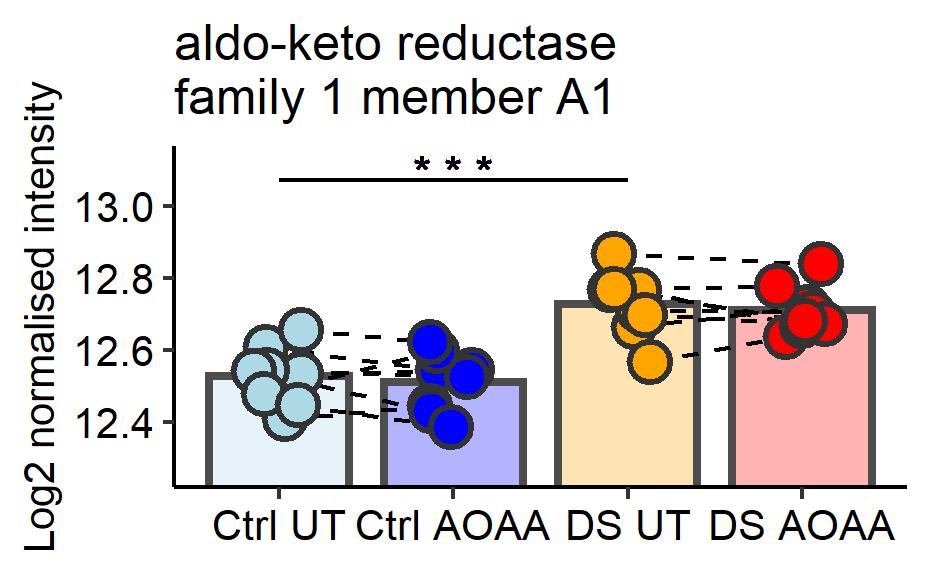 aldo-keto reductase
family 1 member A1
Log2 normalised intensity
* * *
13.0
12.8
12.6
12.4
Ctrl UT Ctrl AOAA DS UT DS AOAA